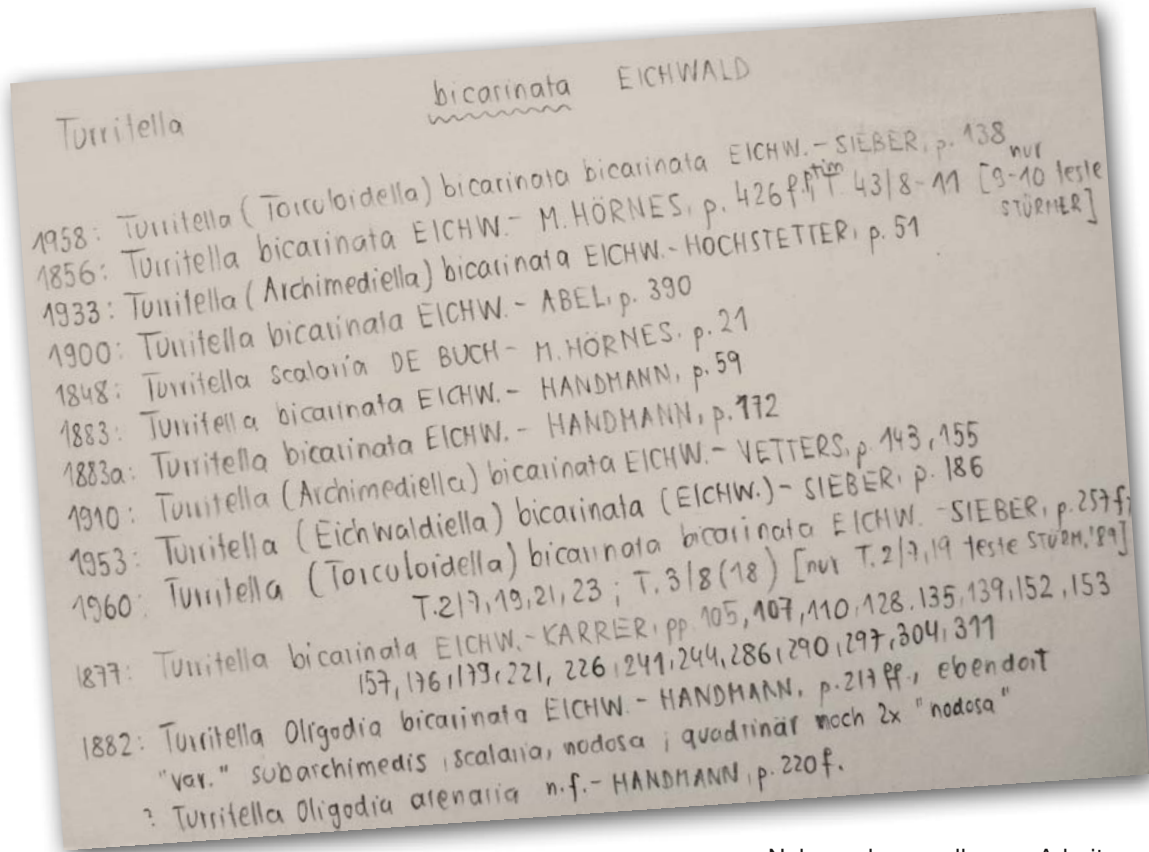 Turritella bicarinata EICHWALD
1958: Turritella (Torculoidella) bicarinata bicarinata EICHW.- SIEBER, p. 138
1856: Turritella bicarinata EICHW.- M. HÖRNES, p. 426 f. T. 43/8-11 [9-10 teste STÜRMER] nur
1933: Turritella (Archimediella) bicarinata EICHW.- HOCHSTETTER, p. 51
1900: Turritella bicarinata EICHW.- ABEL, p. 390
1848: Turritella scalaria DE BUCH - M. HÖRNES, p. 21
1883: Turritella bicarinata EICHW.- HANDMANN, p. 59
1883a: Turritella bicarinata EICHW.- HANDMANN, p. 172
1910: Turritella (Archimediella) bicarinata EICHW.- VETTERS, p. 143, 155
1953: Turritella (Eichwaldiella) bicarinata (EICHW.)- SIEBER, p. 186
1960: Turritella (Torculoidella) bicarinata bicarinata EICHW. -SIEBER, p. 257 f;
T.2/7,19,21,23 ; T.3/8(18) [nur T.2/7,19 teste STÜRM.'89]
1877: Turritella bicarinata EICHW.- KARRER, pp. 105, 107, 110, 128. 135, 139, 152, 153
157, 176, 179, 221, 226, 241, 244, 286, 290, 297, 304, 311
1882: Turritella Oligodia bicarinata EICHW.- HANDMANN, p. 217 ff., ebendort
"var." subarchimedis, scalaria, nodosa ; quadrinär noch 2x "nodosa"
? Turritella Oligodia arenaria n.f.- HANDMANN, p. 220 f.